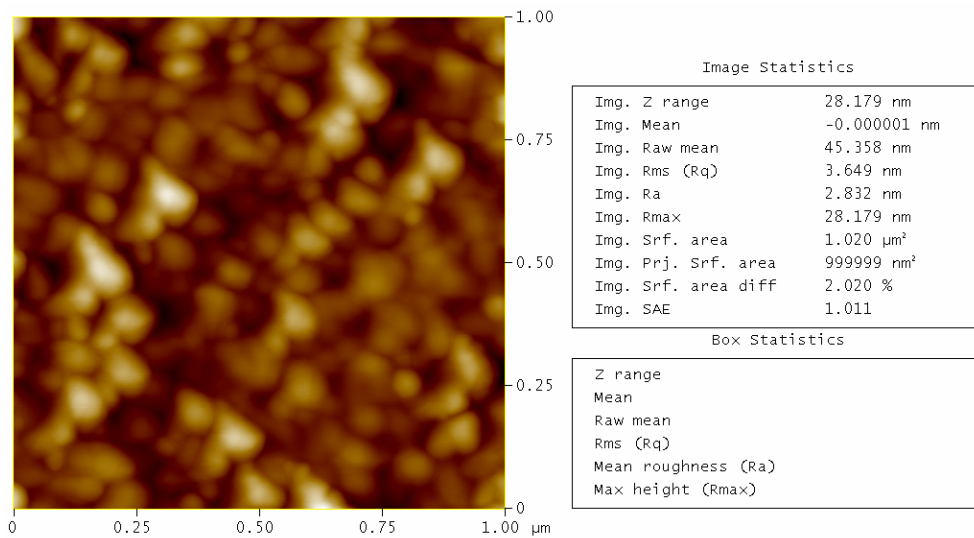 1.00
0.75
0.50
0.25
0
0 0.25 0.50 0.75 1.00 µm
Image Statistics
Img. Z range 28.179 nm
Img. Mean -0.000001 nm
Img. Raw mean 45.358 nm
Img. Rms (Rq) 3.649 nm
Img. Ra 2.832 nm
Img. Rmax 28.179 nm
Img. Srf. area 1.020 µm²
Img. Prj. Srf. area 999999 nm²
Img. Srf. area diff 2.020 %
Img. SAE 1.011
Box Statistics
Z range
Mean
Raw mean
Rms (Rq)
Mean roughness (Ra)
Max height (Rmax)